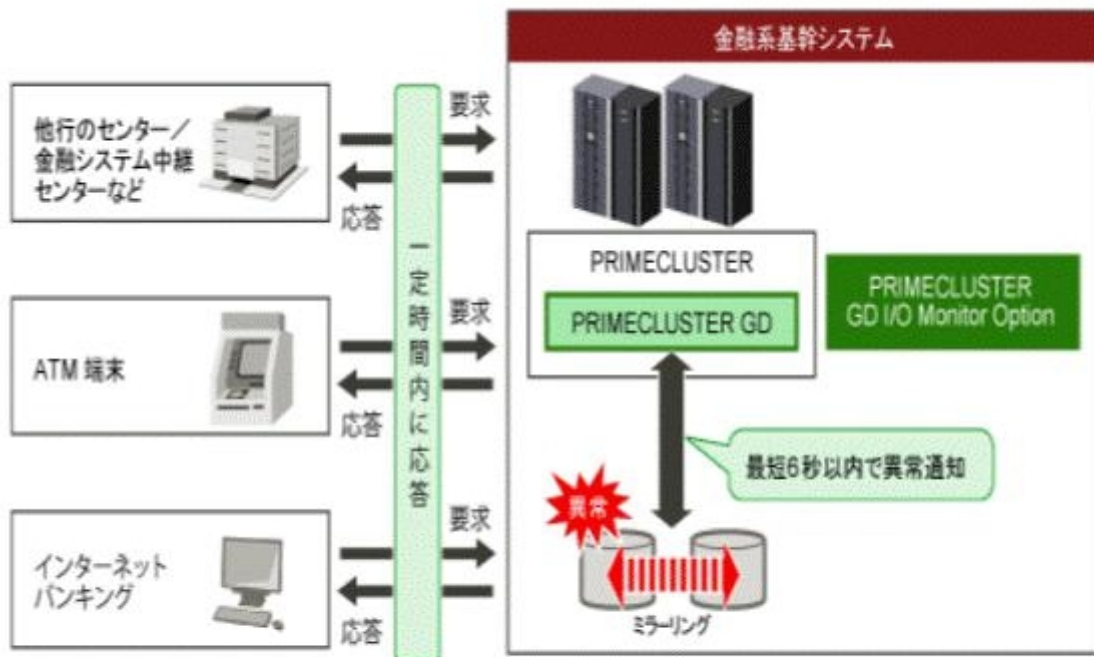 金融系基幹システム
他行のセンター／
金融システム中継
センターなど
要求
応答
ATM 端末
要求
応答
インターネット
バンキング
要求
応答
一定時間内に応答
PRIMECLUSTER
PRIMECLUSTER GD
PRIMECLUSTER
GD I/O Monitor Option
最短6秒以内で異常通知
異常
ミラーリング